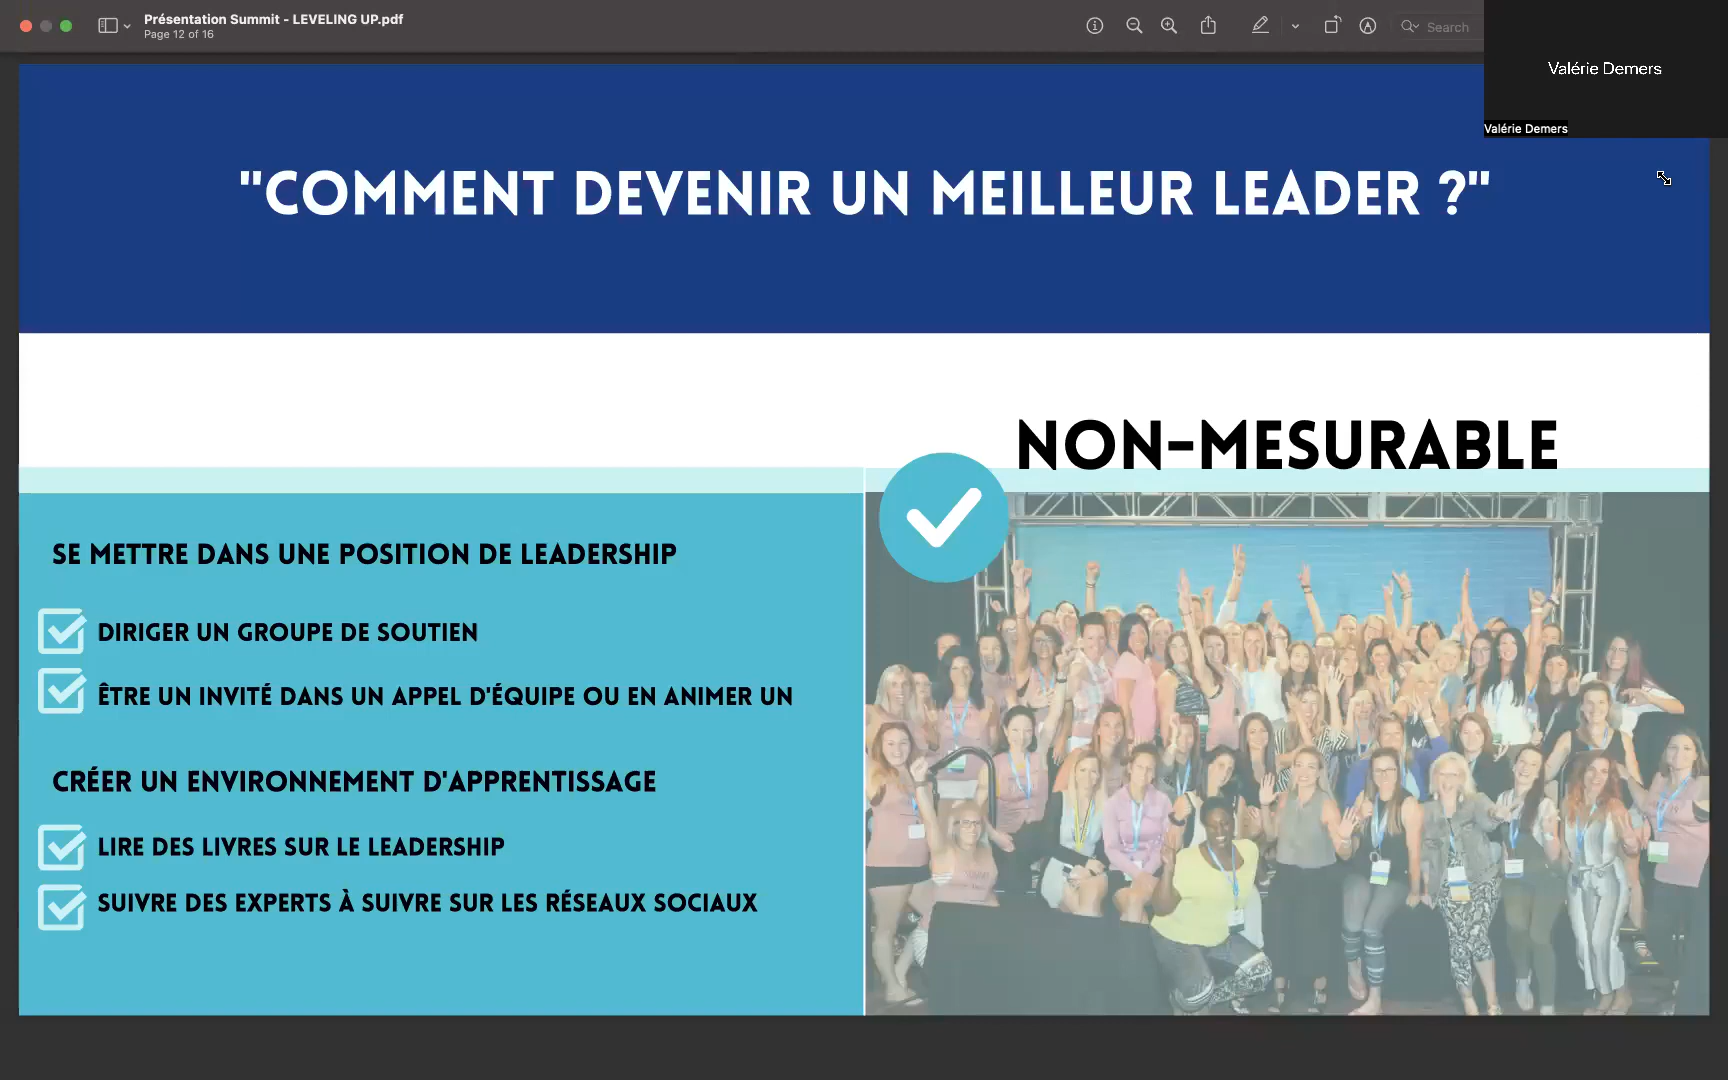 Présentation Summit - LEVELING UP.pdf
Page 12 of 16
Search
Valérie Demers
Valérie Demers
"COMMENT DEVENIR UN MEILLEUR LEADER ?"
NON-MESURABLE
SE METTRE DANS UNE POSITION DE LEADERSHIP
DIRIGER UN GROUPE DE SOUTIEN
ÊTRE UN INVITÉ DANS UN APPEL D'ÉQUIPE OU EN ANIMER UN
CRÉER UN ENVIRONNEMENT D'APPRENTISSAGE
LIRE DES LIVRES SUR LE LEADERSHIP
SUIVRE DES EXPERTS À SUIVRE SUR LES RÉSEAUX SOCIAUX